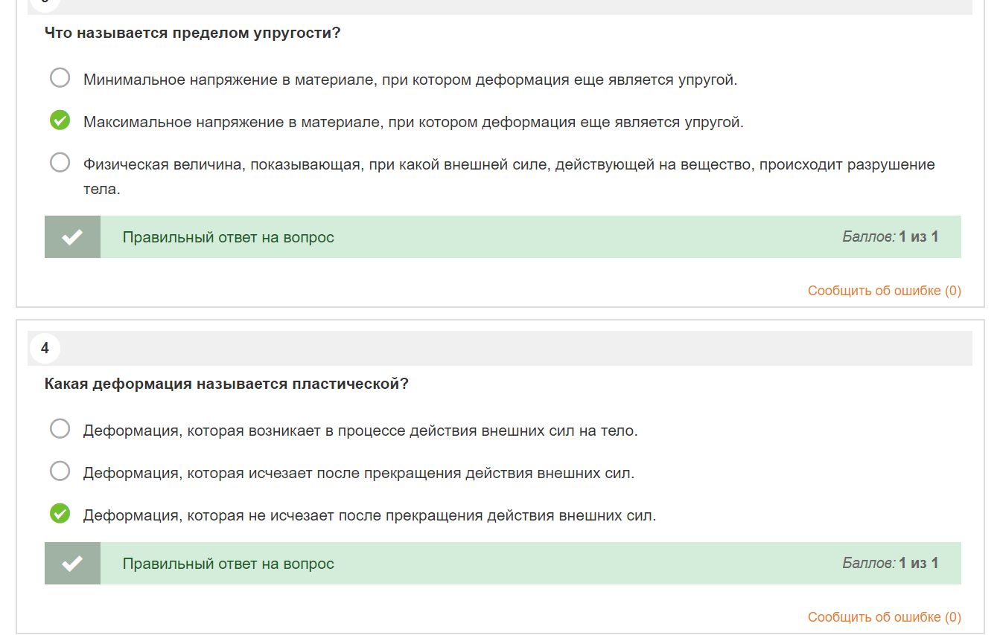 Что называется пределом упругости?
Минимальное напряжение в материале, при котором деформация еще является упругой.
Максимальное напряжение в материале, при котором деформация еще является упругой.
Физическая величина, показывающая, при какой внешней силе, действующей на вещество, происходит разрушение
тела.
Правильный ответ на вопрос Баллов: 1 из 1
Сообщить об ошибке (0)
4
Какая деформация называется пластической?
Деформация, которая возникает в процессе действия внешних сил на тело.
Деформация, которая исчезает после прекращения действия внешних сил.
Деформация, которая не исчезает после прекращения действия внешних сил.
Правильный ответ на вопрос Баллов: 1 из 1
Сообщить об ошибке (0)